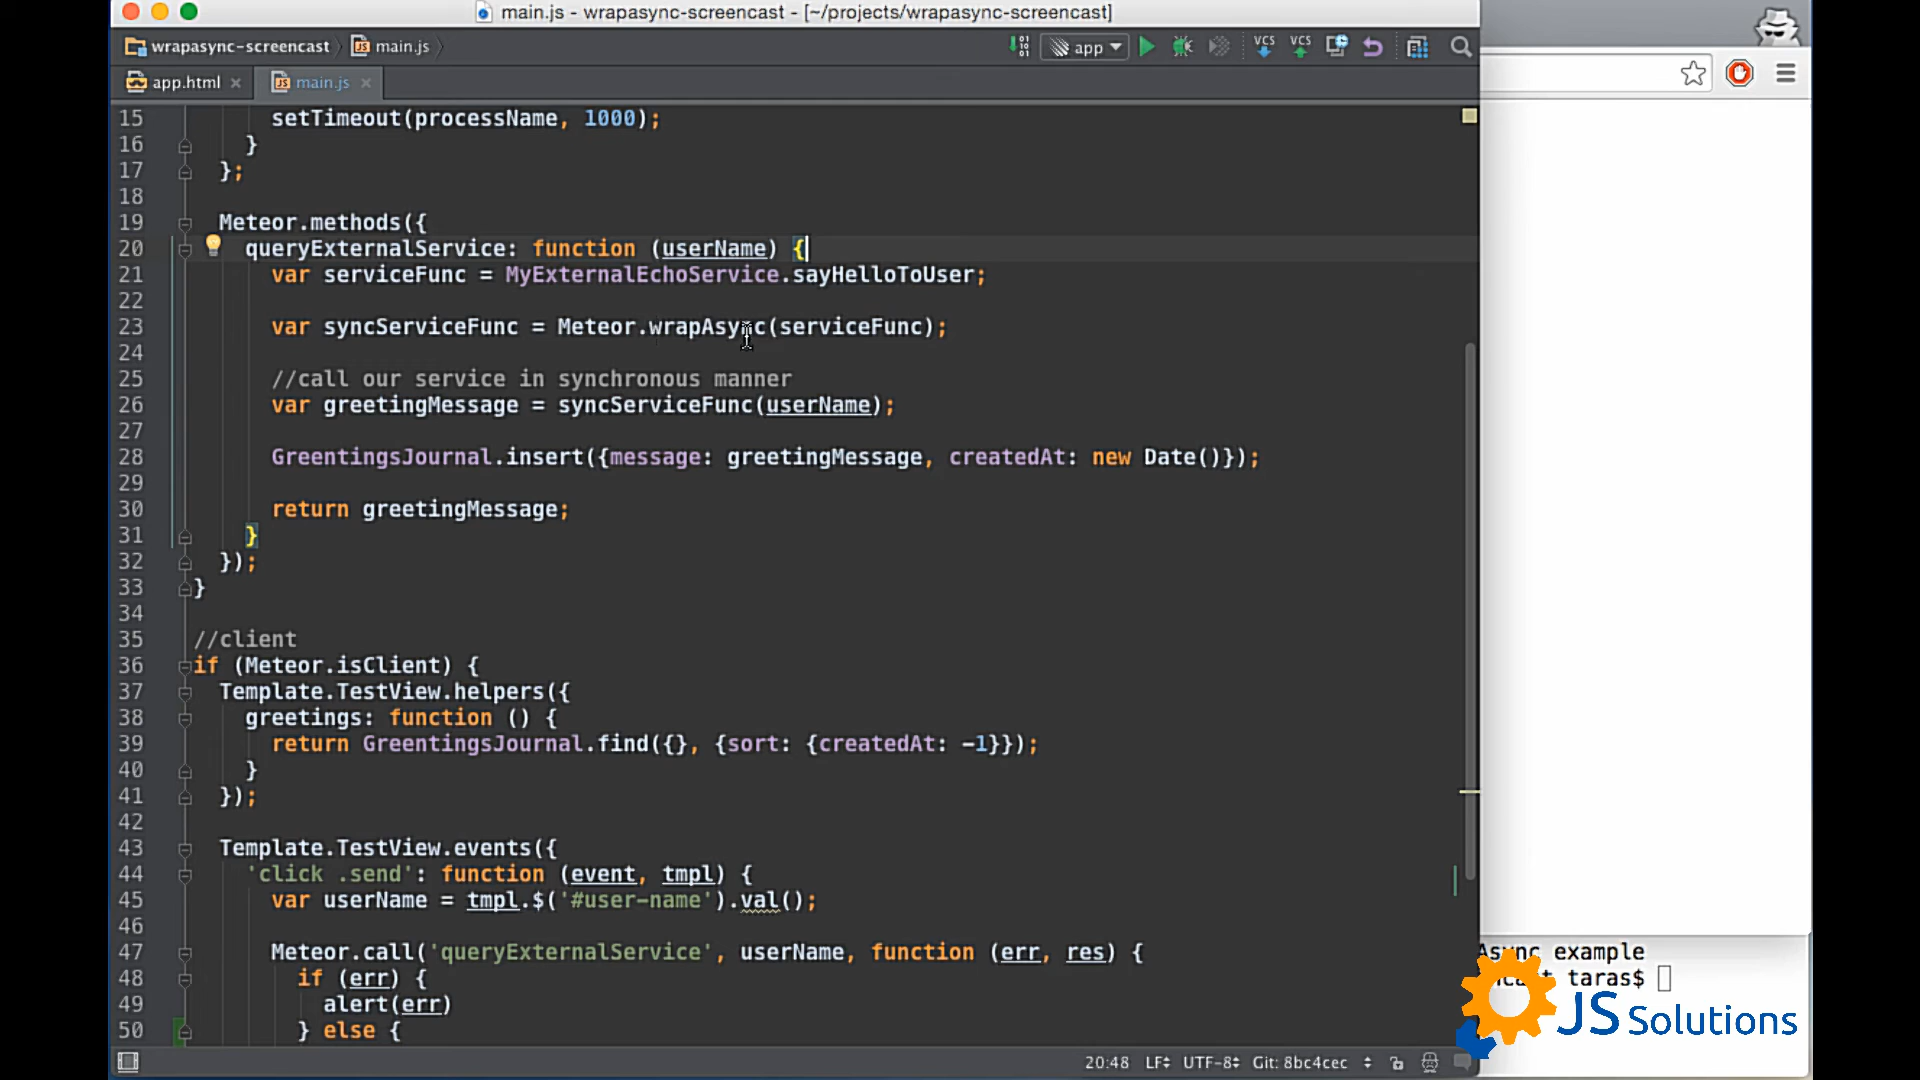 main.js - wrapasync-screencast - [~/projects/wrapasync-screencast]
wrapasync-screencast main.js
app VCS VCS
app.html main.js
15 setTimeout(processName, 1000);
16 }
17 };
18
19 Meteor.methods({
20 queryExternalService: function (userName) {
21 var serviceFunc = MyExternalEchoService.sayHelloToUser;
22
23 var syncServiceFunc = Meteor.wrapAsync(serviceFunc);
24
25 //call our service in synchronous manner
26 var greetingMessage = syncServiceFunc(userName);
27
28 GreentingsJournal.insert({message: greetingMessage, createdAt: new Date()});
29
30 return greetingMessage;
31 }
32 });
33 }
34
35 //client
36 if (Meteor.isClient) {
37 Template.TestView.helpers({
38 greetings: function () {
39 return GreentingsJournal.find({}, {sort: {createdAt: -1}});
40 }
41 });
42
43 Template.TestView.events({
44 'click .send': function (event, tmpl) {
45 var userName = tmpl.$('#user-name').val();
46
47 Meteor.call('queryExternalService', userName, function (err, res) {
48 if (err) {
49 alert(err)
50 } else {
Async example
taras$
JS Solutions
20:48 LF UTF-8 Git: 8bc4cec